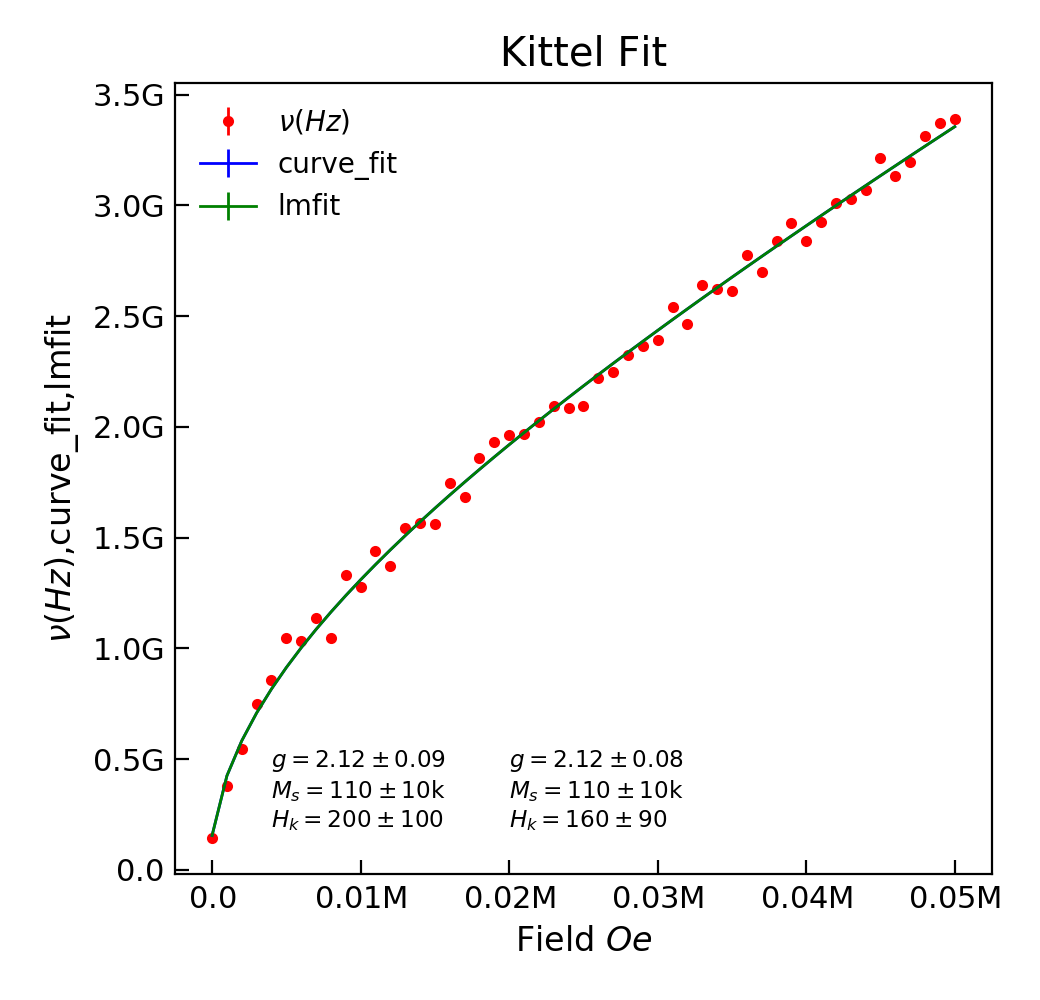 Kittel Fit
3.5G
3.0G
2.5G
2.0G
1.5G
1.0G
0.5G
0.0
ν(Hz),curve_fit,lmfit
ν(Hz)
curve_fit
lmfit
g = 2.12 ± 0.09
M_s = 110 ± 10k
H_k = 200 ± 100
g = 2.12 ± 0.08
M_s = 110 ± 10k
H_k = 160 ± 90
0.0 0.01M 0.02M 0.03M 0.04M 0.05M
Field Oe